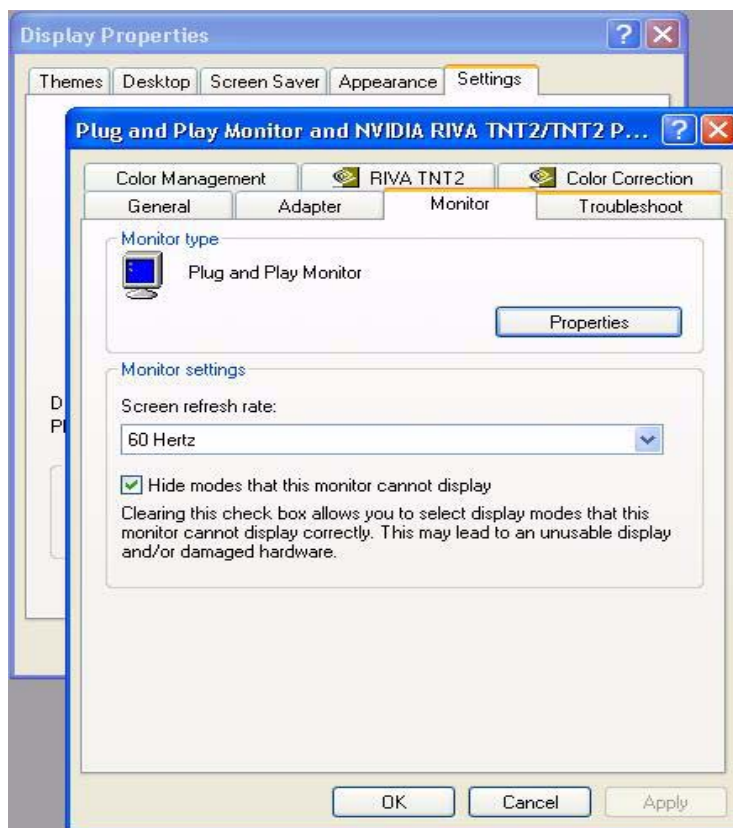 Display Properties
Themes Desktop Screen Saver Appearance Settings
Plug and Play Monitor and NVIDIA RIVA TNT2/TNT2 P...
Color Management RIVA TNT2 Color Correction
General Adapter Monitor Troubleshoot
Monitor type
Plug and Play Monitor
Properties
Monitor settings
D
Screen refresh rate:
Pl
60 Hertz
Hide modes that this monitor cannot display
Clearing this check box allows you to select display modes that this
monitor cannot display correctly. This may lead to an unusable display
and/or damaged hardware.
OK Cancel Apply